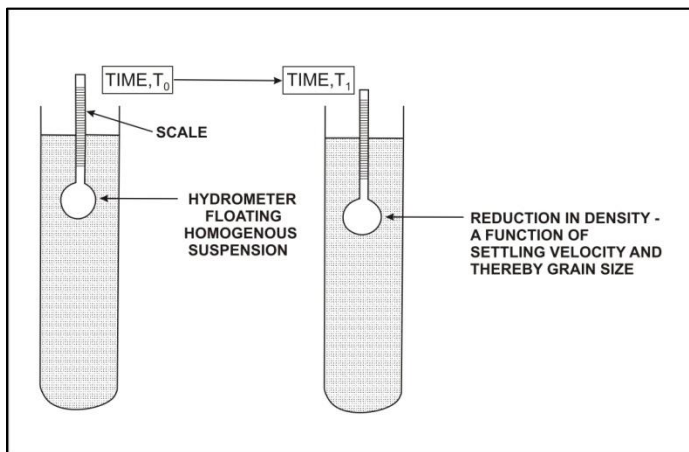 TIME,T₀
TIME,T₁
SCALE
HYDROMETER
FLOATING
HOMOGENOUS
SUSPENSION
REDUCTION IN DENSITY -
A FUNCTION OF
SETTLING VELOCITY AND
THEREBY GRAIN SIZE